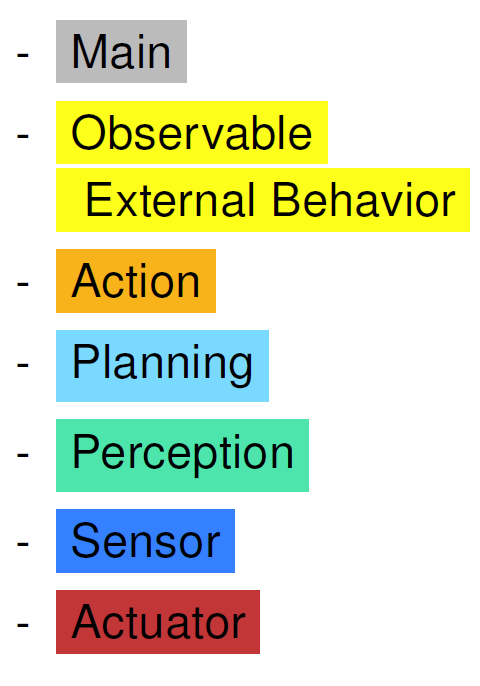 - Main
- Observable
External Behavior
- Action
- Planning
- Perception
- Sensor
- Actuator